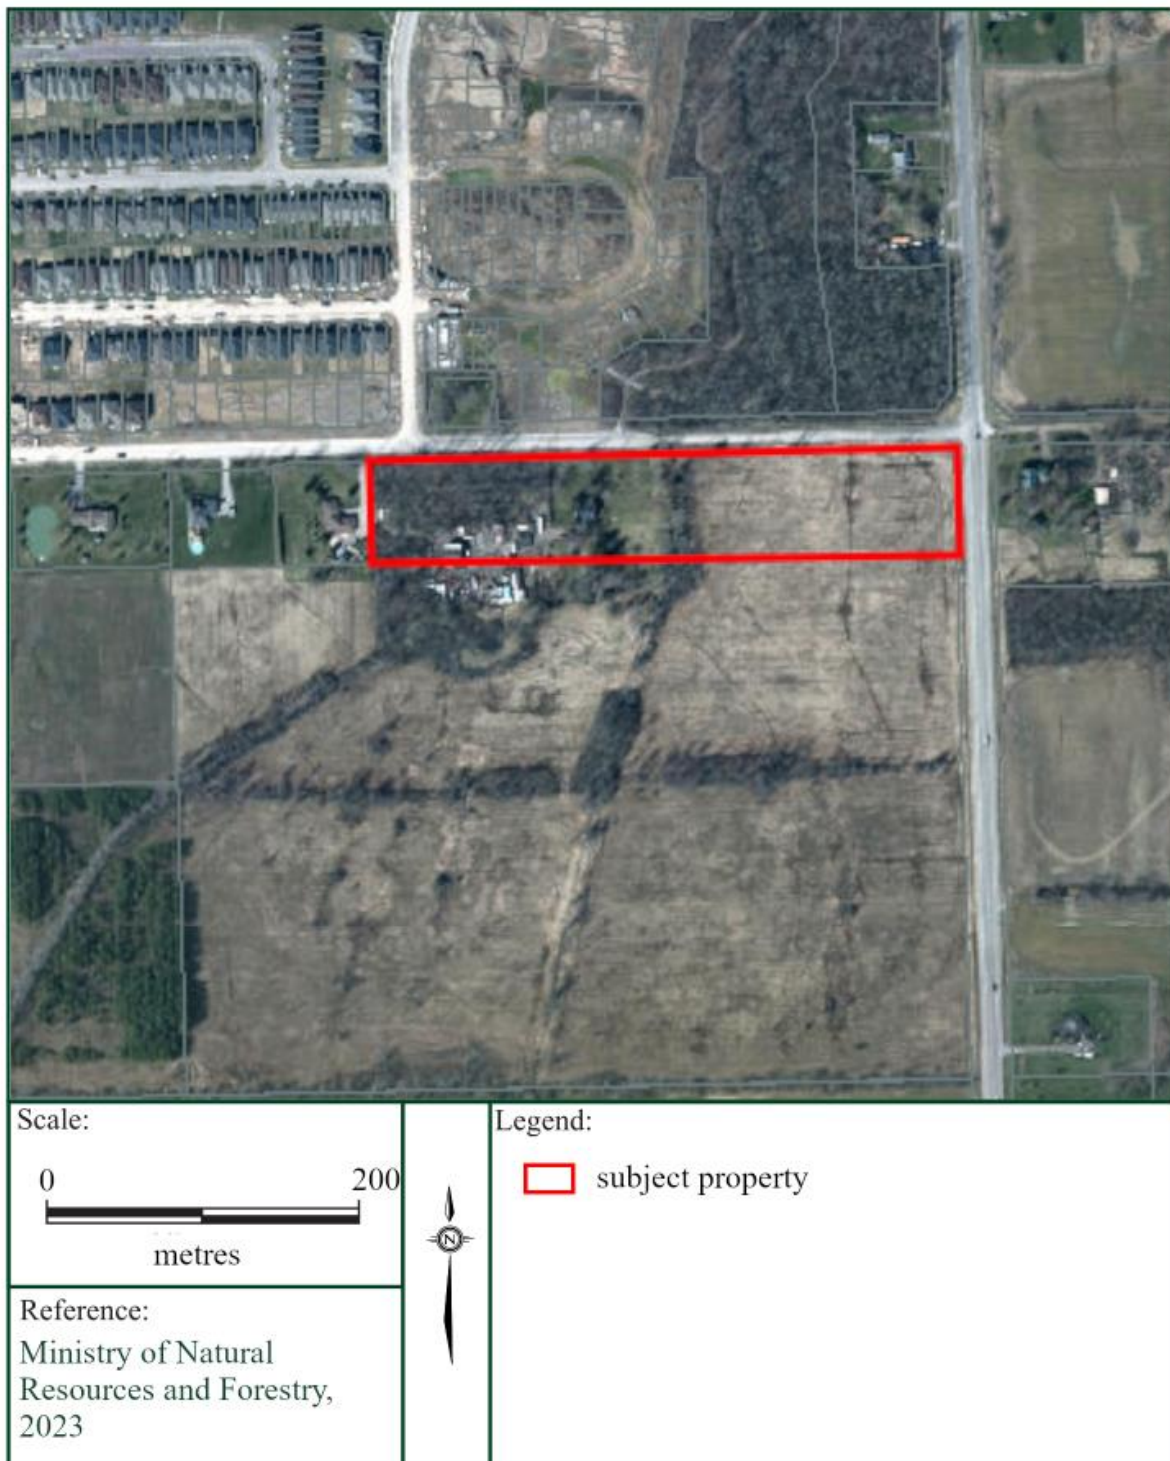 Scale:
0 200
metres
N
Legend:
subject property
Reference:
Ministry of Natural
Resources and Forestry,
2023